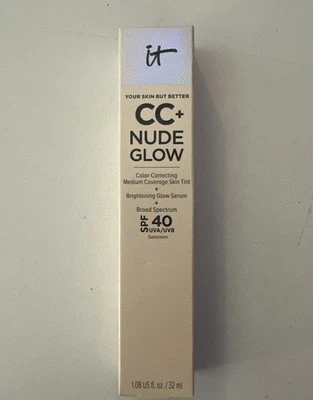 it
YOUR SKIN BUT BETTER
CC+
NUDE
GLOW
Color Correcting
Medium Coverage Skin Tint
+
Brightening Glow Serum
+
Broad Spectrum
SPF 40
UVA/UVB
Sunscreen
1.08 US fl. oz. / 32 ml